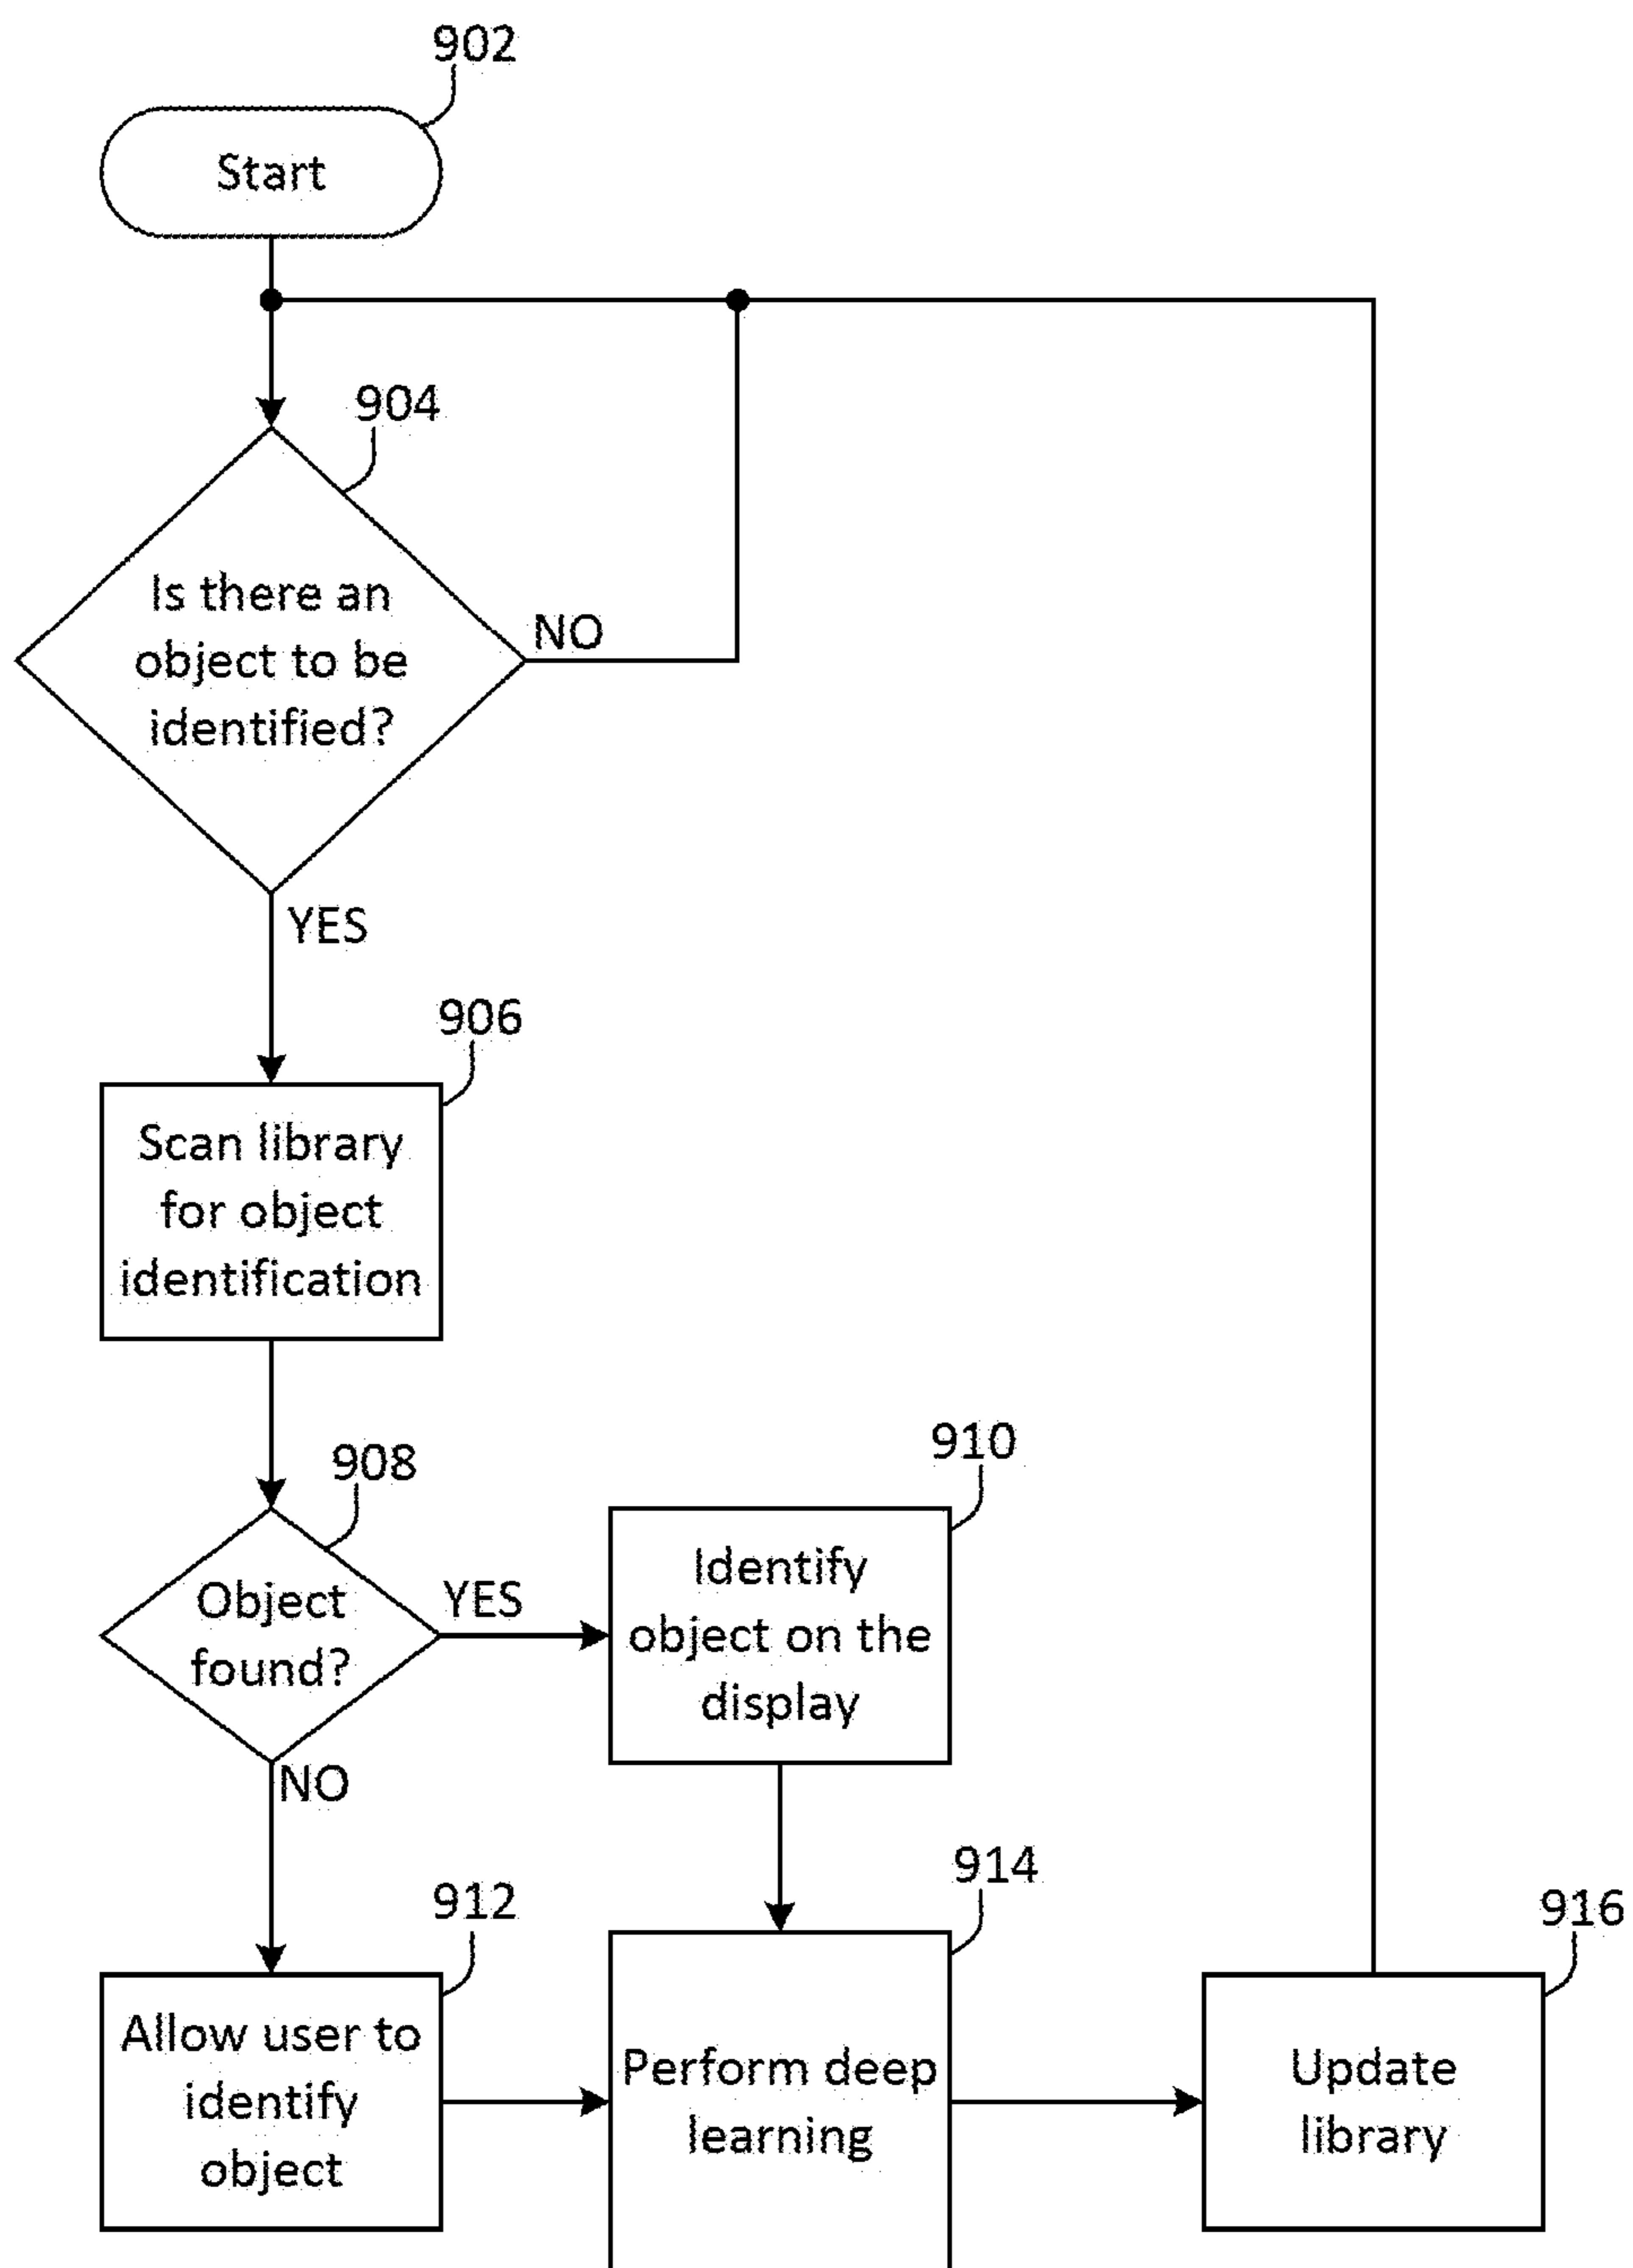 902
Start
904
Is there an
object to be
identified?
NO
YES
906
Scan library
for object
identification
908
Object
found?
YES
NO
910
Identify
object on the
display
912
Allow user to
identify
object
914
Perform deep
learning
916
Update
library